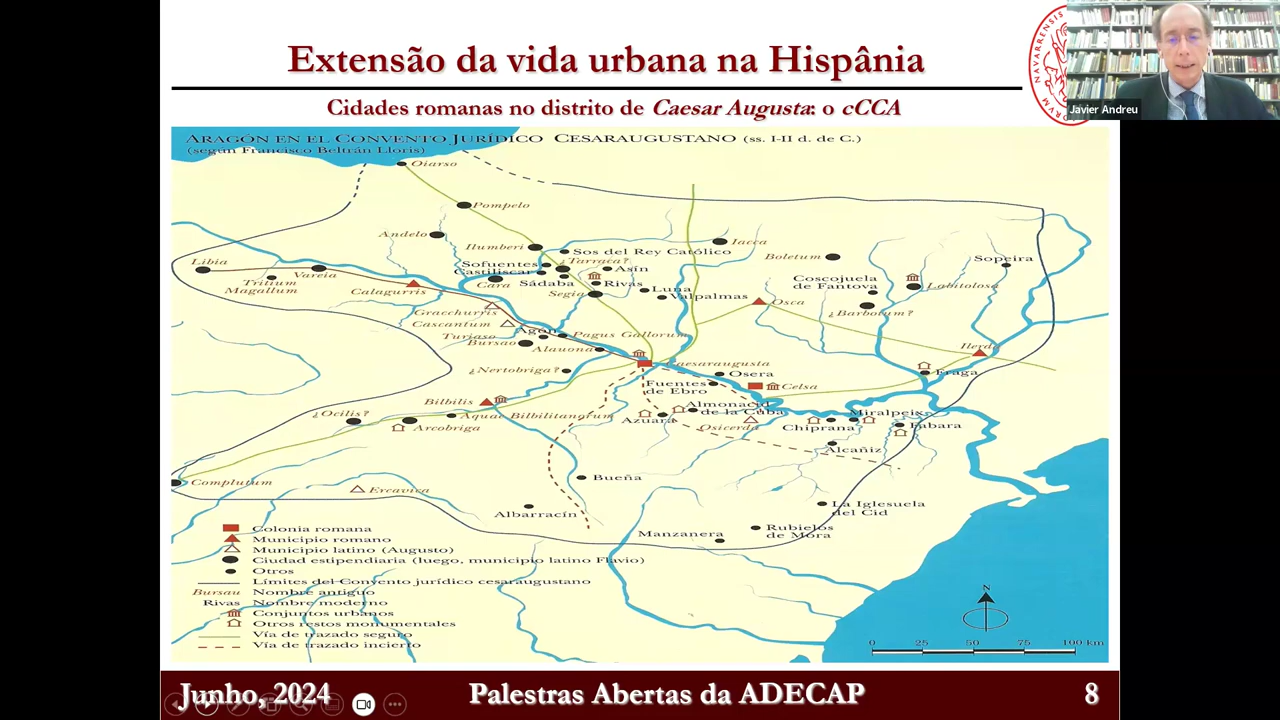 Extensão da vida urbana na Hispânia
Cidades romanas no distrito de Caesar Augusta: o cCCA
NAVARRENSIS
Javier Andreu
ARAGÓN EN EL CONVENTO JURÍDICO CESARAUGUSTANO (ss. I-II d. de C.)
(según Francisco Beltrán Lloris)
Oiarso
Pompelo
Andelo
Ilumberi
Iacca
Sos del Rey Católico
Boletum
Sopeira
Libia
Vareia
Sofuentes
¿Tarraca?
Asín
Castiliscar
Tritium
Magallum
Calagurris
Cara
Sádaba
Rivas
Segia
Luna
Valpalmas
Coscojuela
de Fantova
Labitolosa
Osca
¿Barbotum?
Gracchurris
Cascantum
Agón
Turiaso
Pagus Gallorum
Bursao
Alauona
Ilerda
Caesaraugusta
¿Nertobriga?
Osera
Fraga
Fuentes
de Ebro
Celsa
Bilbilis
Almonacid
de la Cuba
¿Ocilis?
Aquae Bilbilitanorum
Azuara
Osicerda
Chiprana
Miralpeix
Fabara
Arcobriga
Alcañiz
Complutum
Bueña
Ercavica
Albarracín
La Iglesuela
del Cid
Manzanera
Rubielos
de Mora
Colonia romana
Municipio romano
Municipio latino (Augusto)
Ciudad estipendiaria (luego, municipio latino Flavio)
Otros
Límites del Convento jurídico cesaraugustano
Bursau Nombre antiguo
Rivas Nombre moderno
Conjuntos urbanos
Otros restos monumentales
Vía de trazado seguro
Vía de trazado incierto
N
0 25 50 75 100 km
Junho, 2024
Palestras Abertas da ADECAP
8